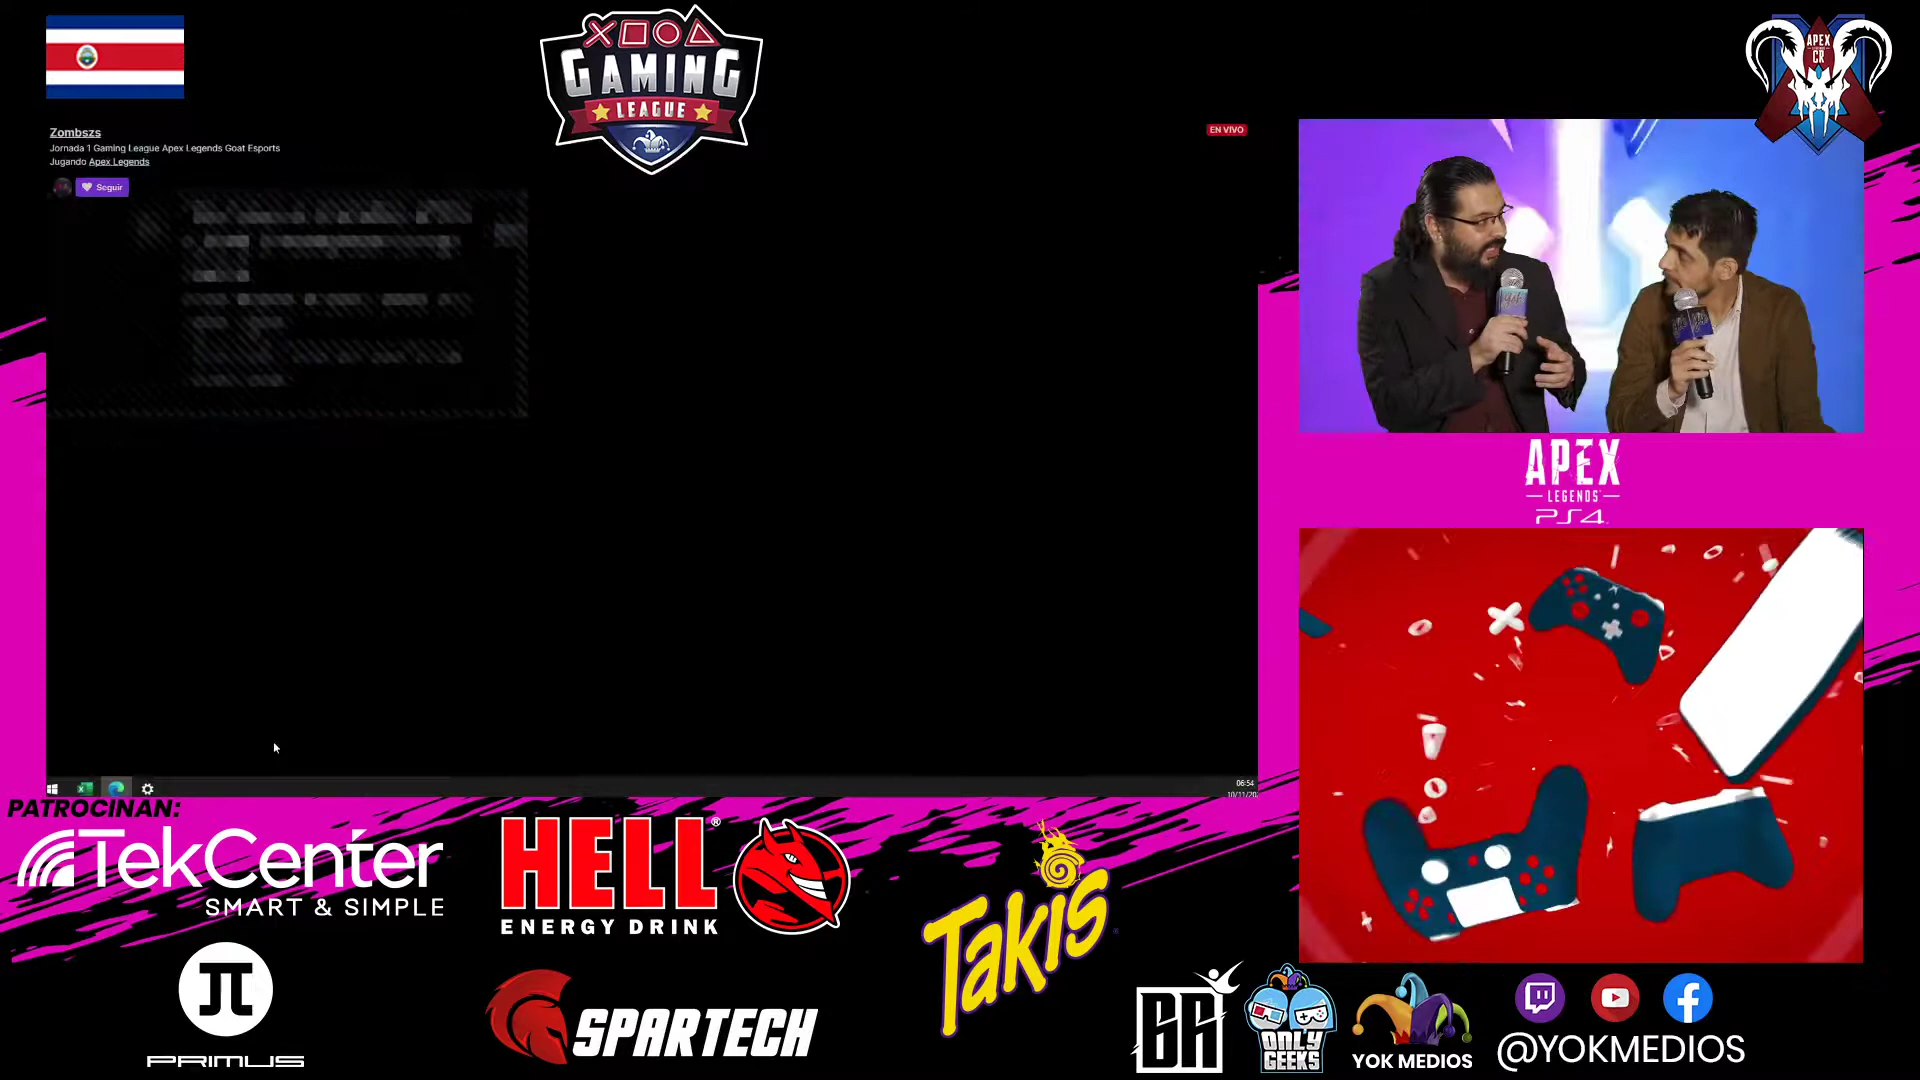 GAMING
LEAGUE
APEX
CR
Zombszs
Jornada 1 Gaming League Apex Legends Goat Esports
Jugando Apex Legends
Seguir
EN VIVO
APEX
LEGENDS
PS4
06:54
PATROCINAN:
TekCenter
SMART & SIMPLE
HELL®
ENERGY DRINK
Takis
PRIMUS
SPARTECH
ONLY
GEEKS
YOK MEDIOS
@YOKMEDIOS